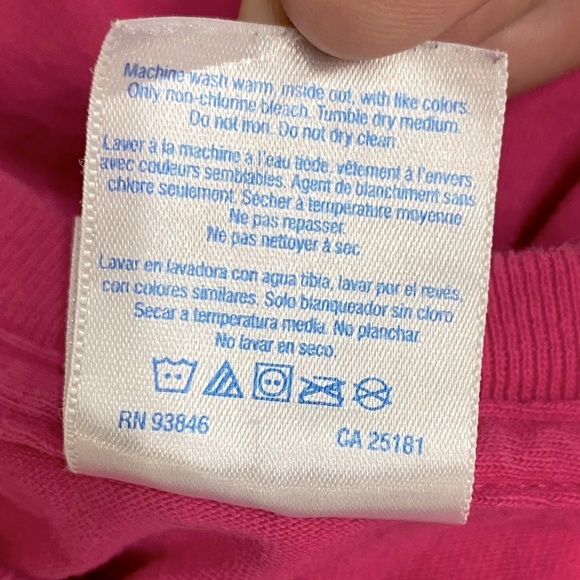 Machine wash warm, inside out, with like colors.
Only non-chlorine bleach. Tumble dry medium.
Do not iron. Do not dry clean.
Laver à la machine à l'eau tiède, vêtement à l'envers,
avec couleurs semblables. Agent de blanchiment sans
chlore seulement. Sécher à température moyenne.
Ne pas repasser.
Ne pas nettoyer à sec.
Lavar en lavadora con agua tibia, lavar por el revés,
con colores similares. Solo blanqueador sin cloro
Secar a temperatura media. No planchar.
No lavar en seco.
RN 93846
CA 25181